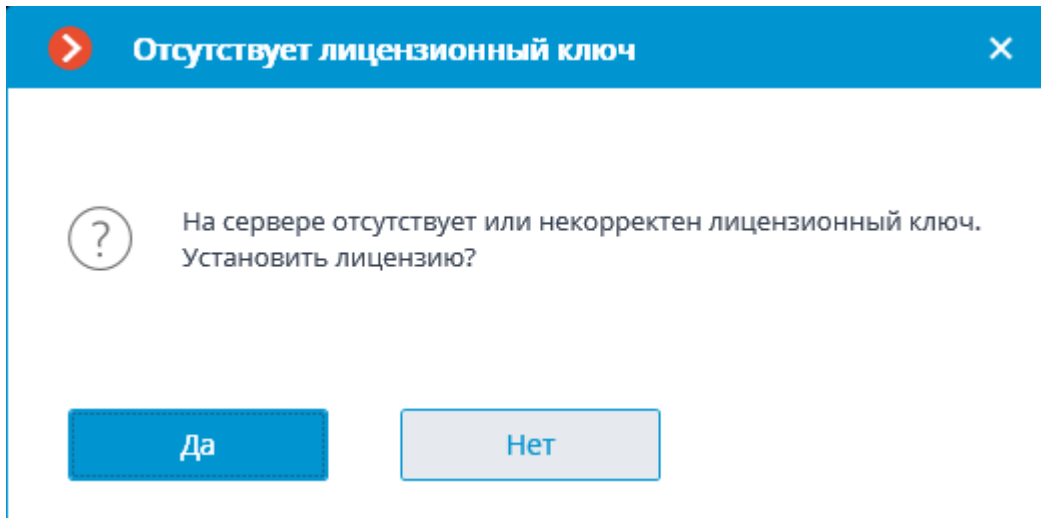 Отсутствует лицензионный ключ
На сервере отсутствует или некорректен лицензионный ключ.
Установить лицензию?
Да
Нет